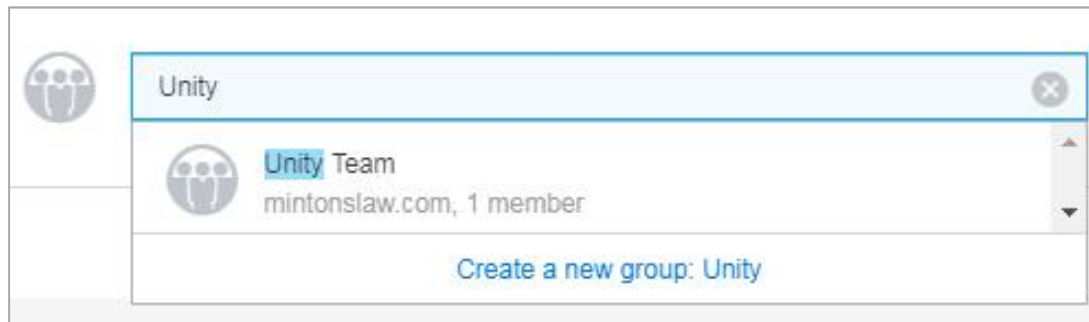 Unity
Unity Team
mintonslaw.com, 1 member
Create a new group: Unity